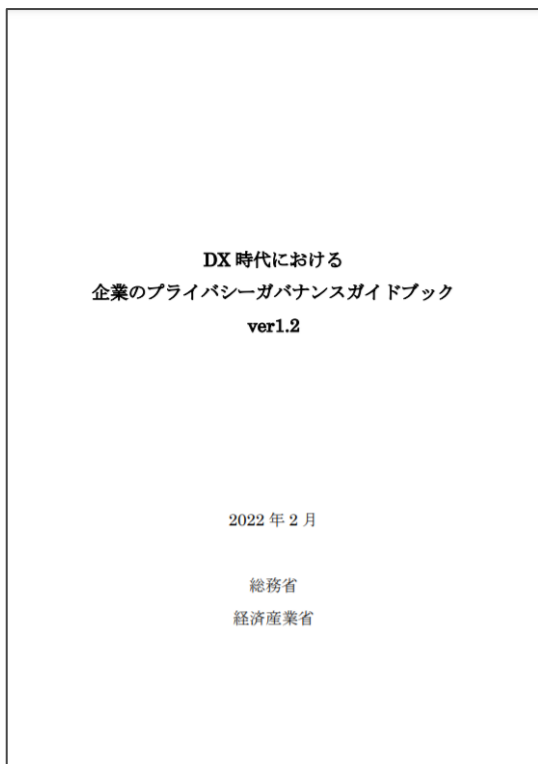 DX 時代における
企業のプライバシーガバナンスガイドブック
ver1.2
2022 年 2 月
総務省
経済産業省